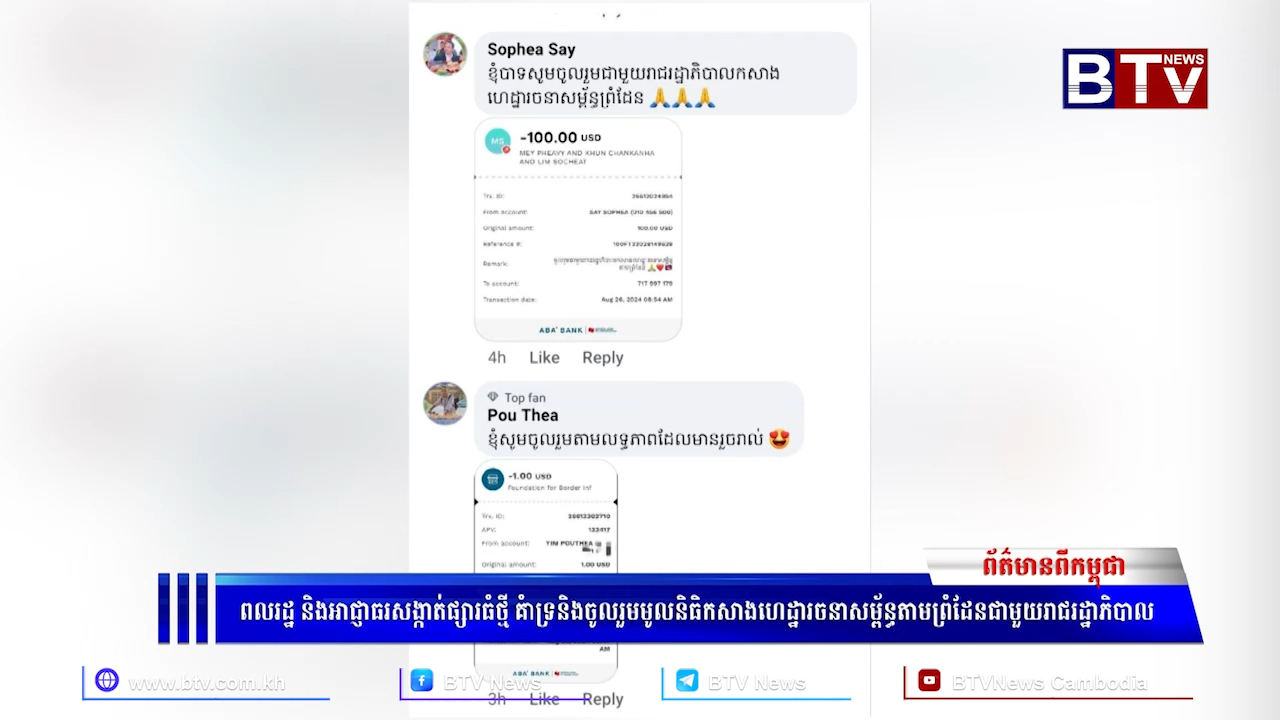 Sophea Say
ខ្ញុំបាទសូមចូលរួមជាមួយរាជរដ្ឋាភិបាលកសាង
ហេដ្ឋារចនាសម្ព័ន្ធព្រំដែន 🙏🙏🙏
BTV NEWS
MS
-100.00 USD
MEY PHEAVY AND KHUN CHANKANHA
AND LIM SOCHEAT
Trx. ID: 26612034854
From account: SAY SOPHEA (010 456 500)
Original amount: 100.00 USD
Reference #: 100FT33028149629
Remark:
To account: 717 597 179
Transaction date: Aug 26, 2024 08:54 AM
ABA BANK
4h Like Reply
Top fan
Pou Thea
ខ្ញុំសូមចូលរួមតាមលទ្ធភាពដែលមានរួចរាល់ 😍
-1.00 USD
Foundation for Border Inf
Trx. ID: 26612302710
APV: 133417
From account: YIM POUTHEA
Original amount: 1.00 USD
ព័ត៌មានពីកម្ពុជា
ពលរដ្ឋ និងអាជ្ញាធរសង្កាត់ផ្សារធំថ្មី គាំទ្រនិងចូលរួមមូលនិធិកសាងហេដ្ឋារចនាសម្ព័ន្ធតាមព្រំដែនជាមួយរាជរដ្ឋាភិបាល
AM
ABA BANK
www.btv.com.kh
BTV News
BTV News
BTVNews Cambodia
3h Like Reply